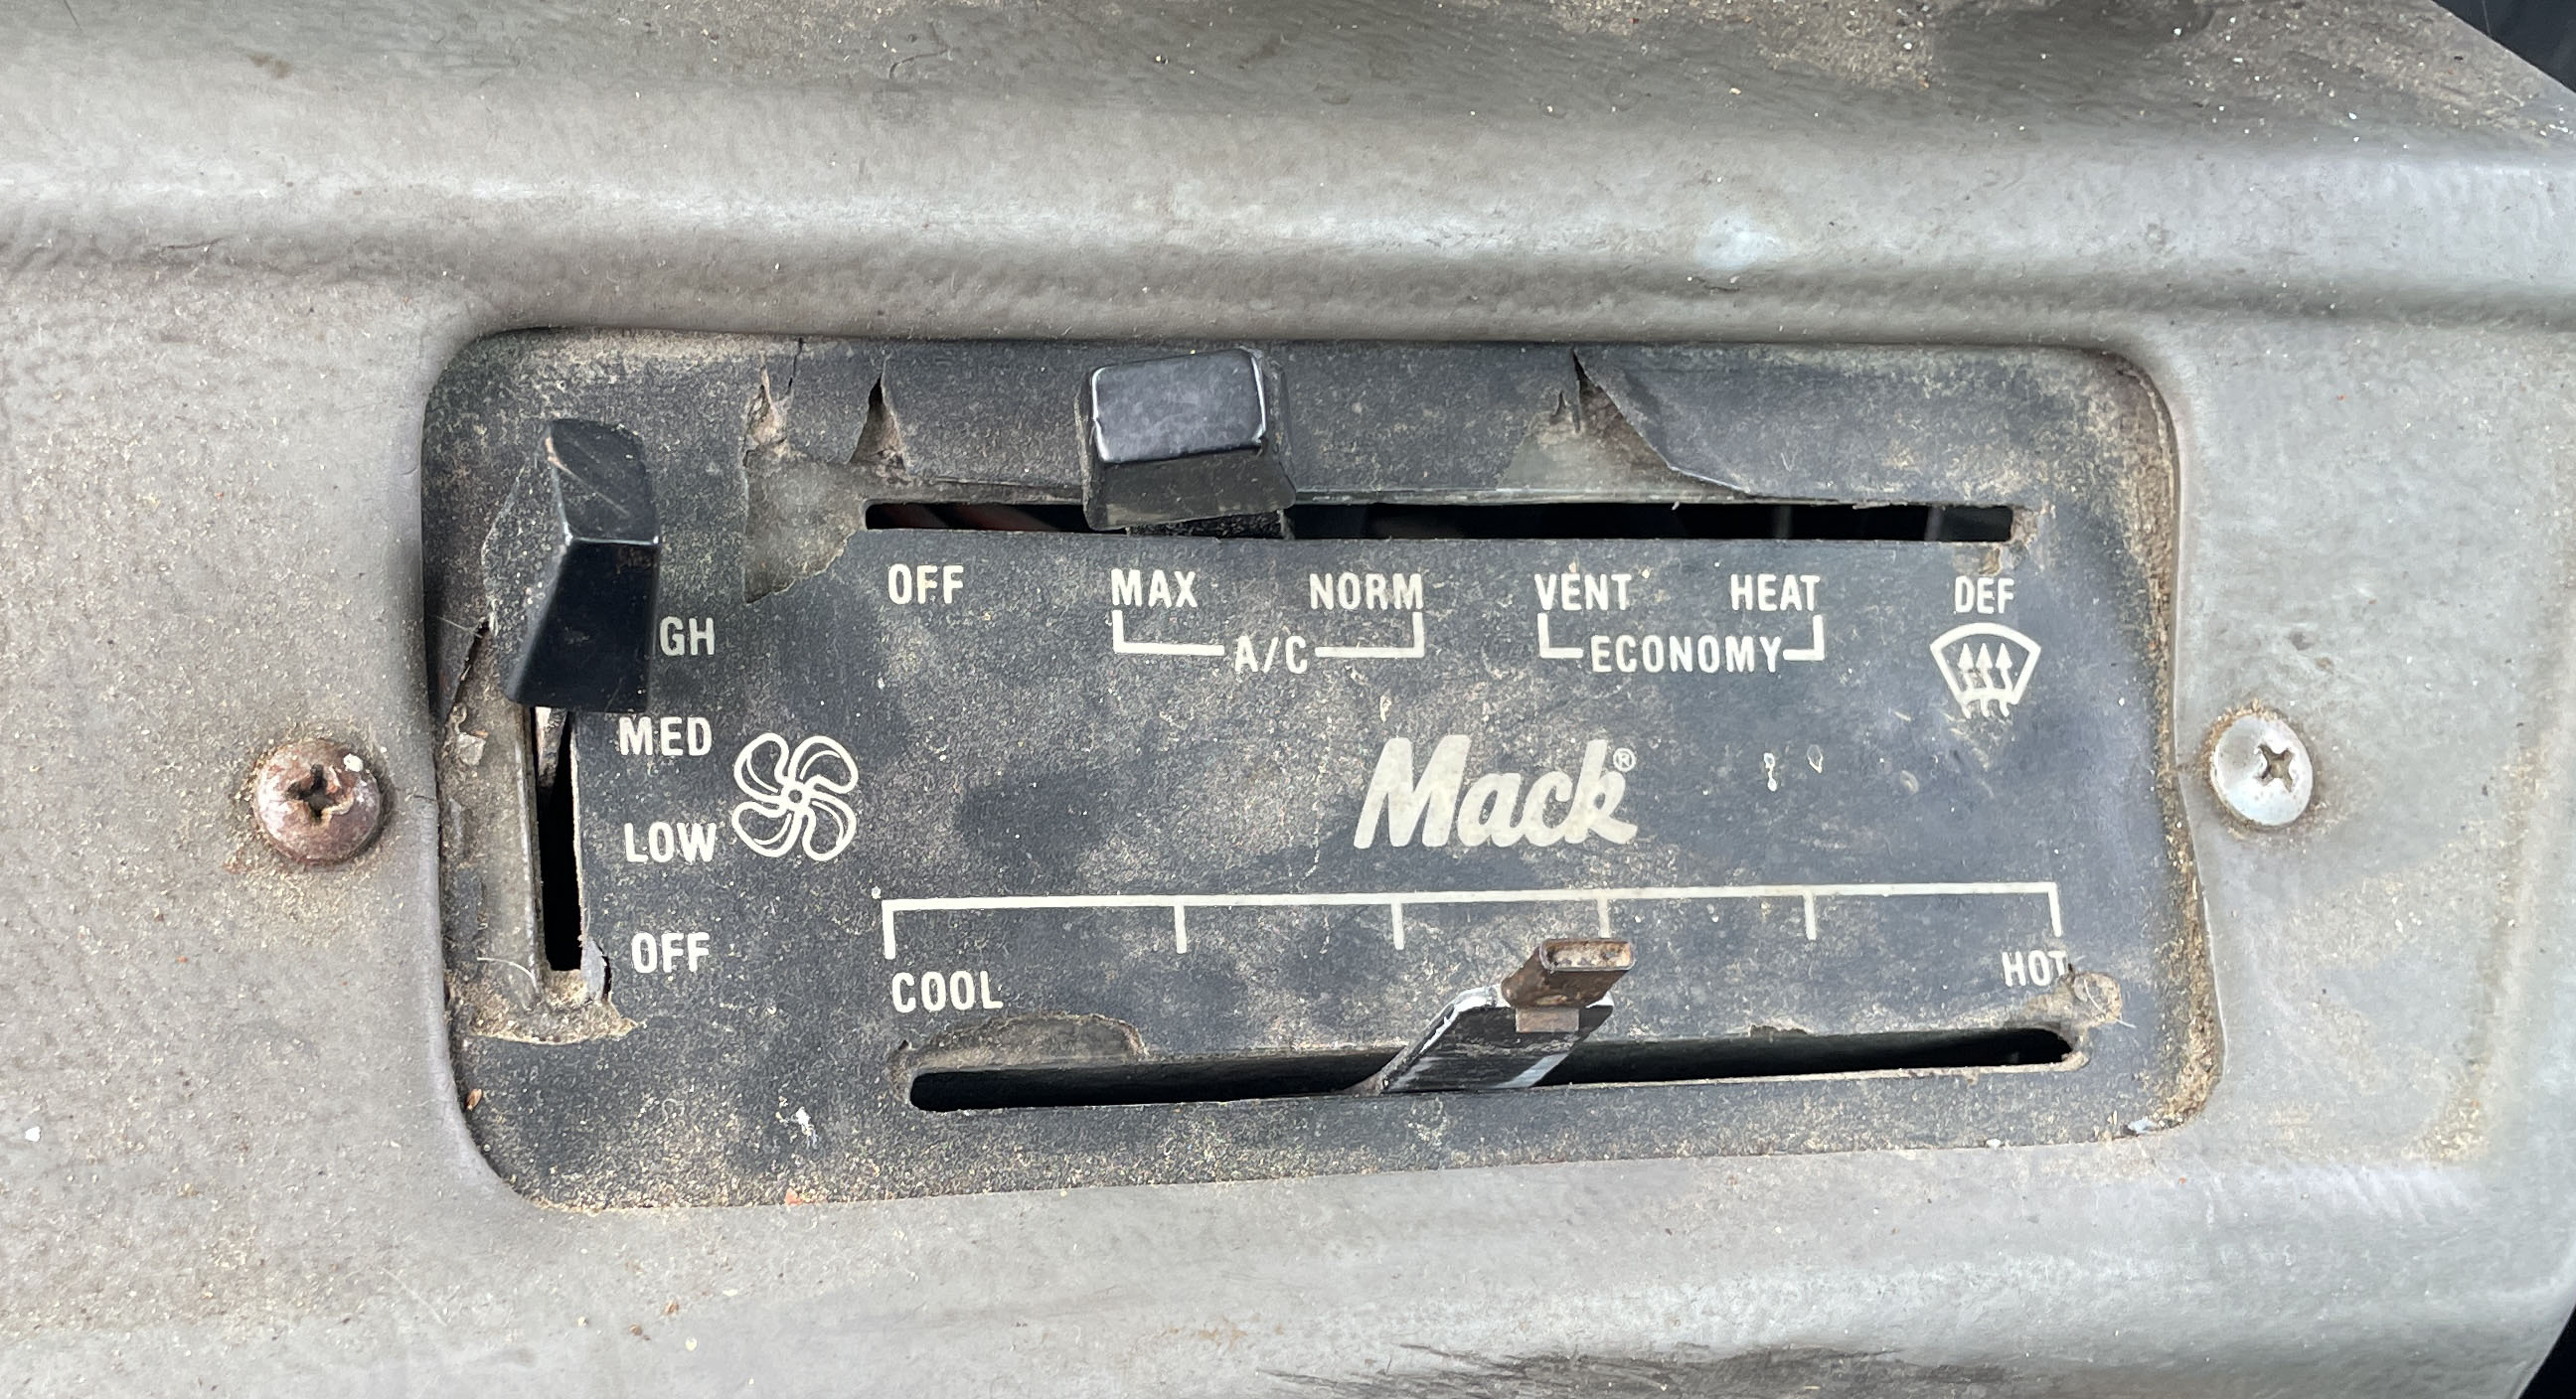 OFF MAX NORM VENT HEAT DEF
A/C ECONOMY
GH
MED
LOW
OFF
Mack®
COOL HOT